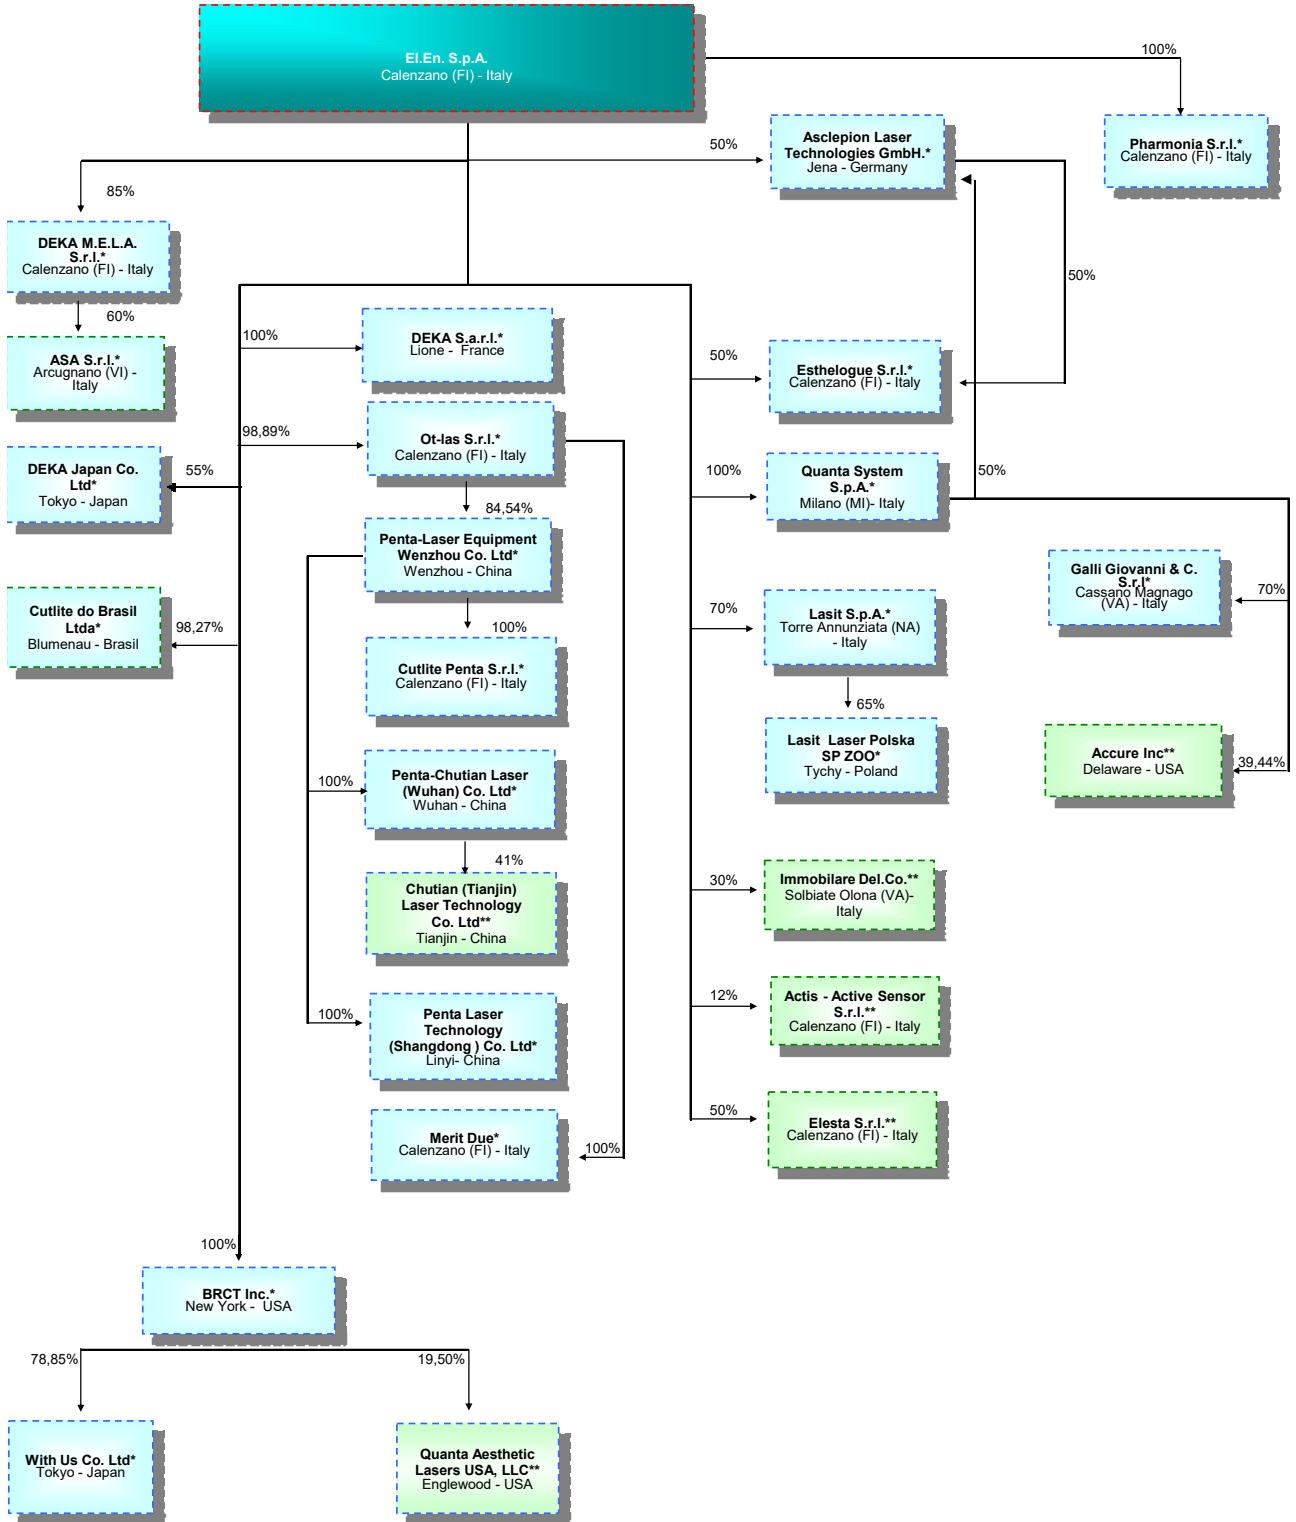 El.En. S.p.A.
Calenzano (FI) - Italy
100%
50%
Asclepion Laser
Technologies GmbH.*
Jena - Germany
Pharmonia S.r.l.*
Calenzano (FI) - Italy
85%
DEKA M.E.L.A.
S.r.l.*
Calenzano (FI) - Italy
50%
60%
ASA S.r.l.*
Arcugnano (VI) -
Italy
100%
DEKA S.a.r.l.*
Lione - France
50%
Esthelogue S.r.l.*
Calenzano (FI) - Italy
98,89%
Ot-las S.r.l.*
Calenzano (FI) - Italy
DEKA Japan Co.
Ltd*
Tokyo - Japan
55%
100%
Quanta System
S.p.A.*
Milano (MI)- Italy
50%
84,54%
Penta-Laser Equipment
Wenzhou Co. Ltd*
Wenzhou - China
Galli Giovanni & C.
S.r.l*
Cassano Magnago
(VA) - Italy
70%
Cutlite do Brasil
Ltda*
Blumenau - Brasil
98,27%
100%
Cutlite Penta S.r.l.*
Calenzano (FI) - Italy
70%
Lasit S.p.A.*
Torre Annunziata (NA)
- Italy
65%
Lasit Laser Polska
SP ZOO*
Tychy - Poland
Accure Inc**
Delaware - USA
39,44%
100%
Penta-Chutian Laser
(Wuhan) Co. Ltd*
Wuhan - China
41%
Chutian (Tianjin)
Laser Technology
Co. Ltd**
Tianjin - China
30%
Immobilare Del.Co.**
Solbiate Olona (VA)-
Italy
100%
Penta Laser
Technology
(Shangdong ) Co. Ltd*
Linyi- China
12%
Actis - Active Sensor
S.r.l.**
Calenzano (FI) - Italy
Merit Due*
Calenzano (FI) - Italy
100%
50%
Elesta S.r.l.**
Calenzano (FI) - Italy
100%
BRCT Inc.*
New York - USA
78,85%
19,50%
With Us Co. Ltd*
Tokyo - Japan
Quanta Aesthetic
Lasers USA, LLC**
Englewood - USA